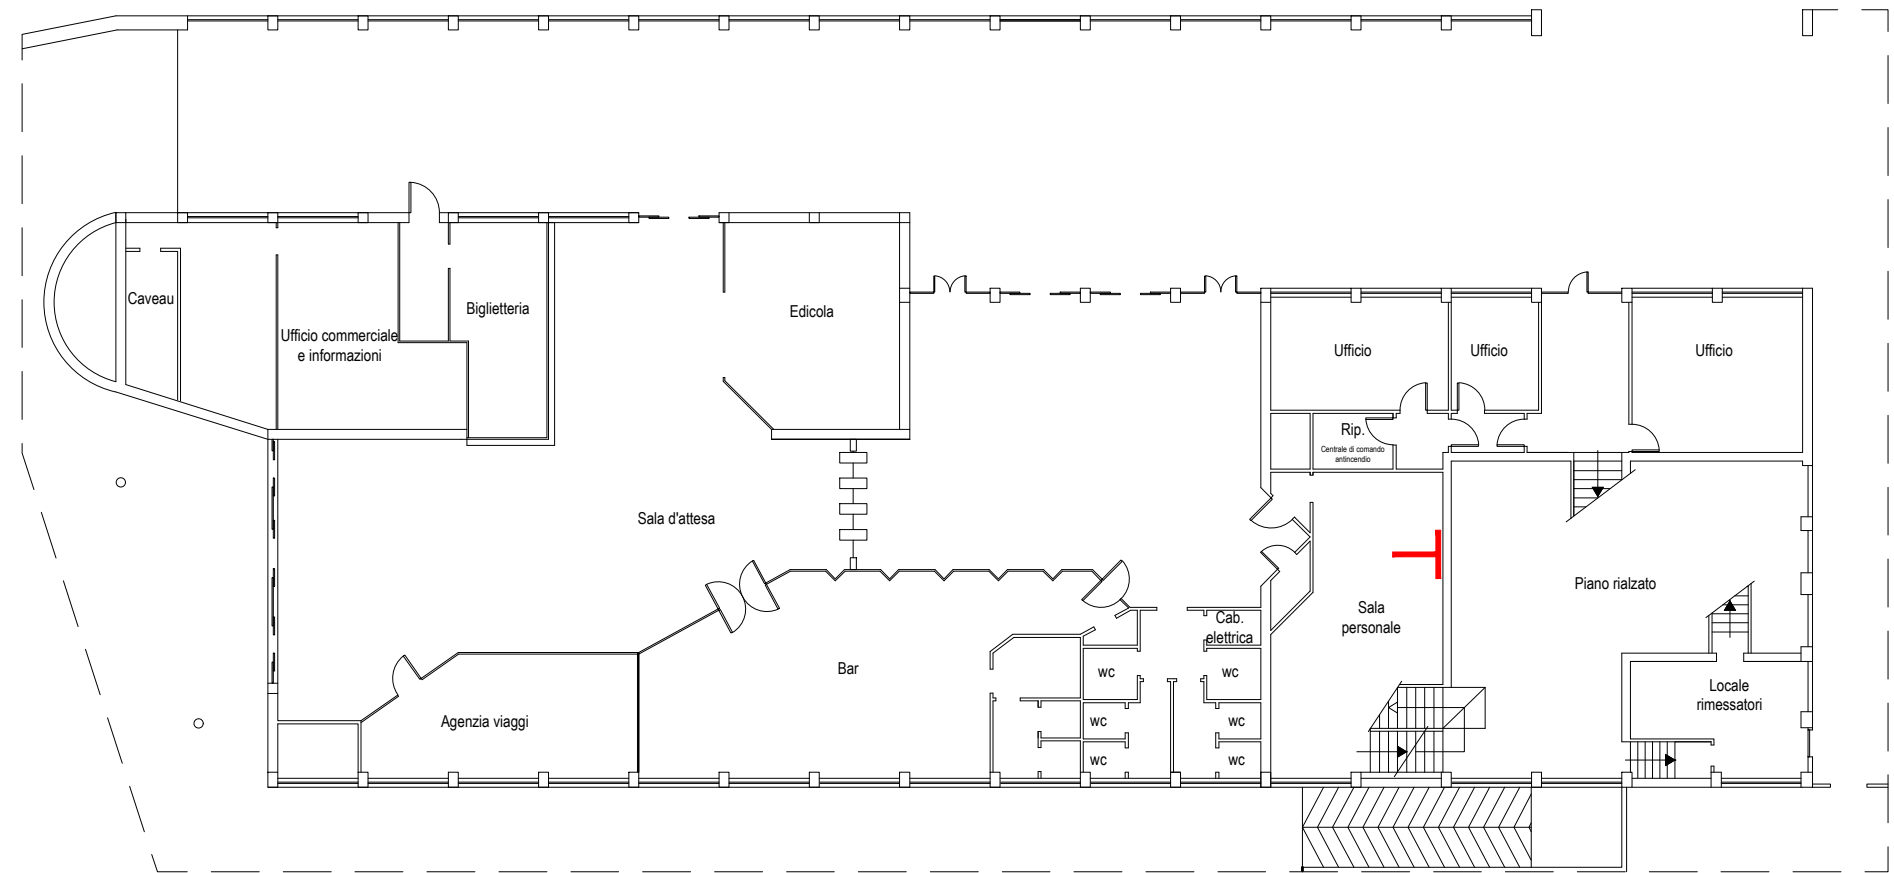 Caveau
Ufficio commerciale
e informazioni
Biglietteria
Edicola
Ufficio
Ufficio
Ufficio
Rip.
Centrale di comando
antincendio
Sala d'attesa
Piano rialzato
Sala
personale
Cab.
elettrica
Bar
Agenzia viaggi
wc
wc
wc
wc
wc
wc
Locale
rimessatori